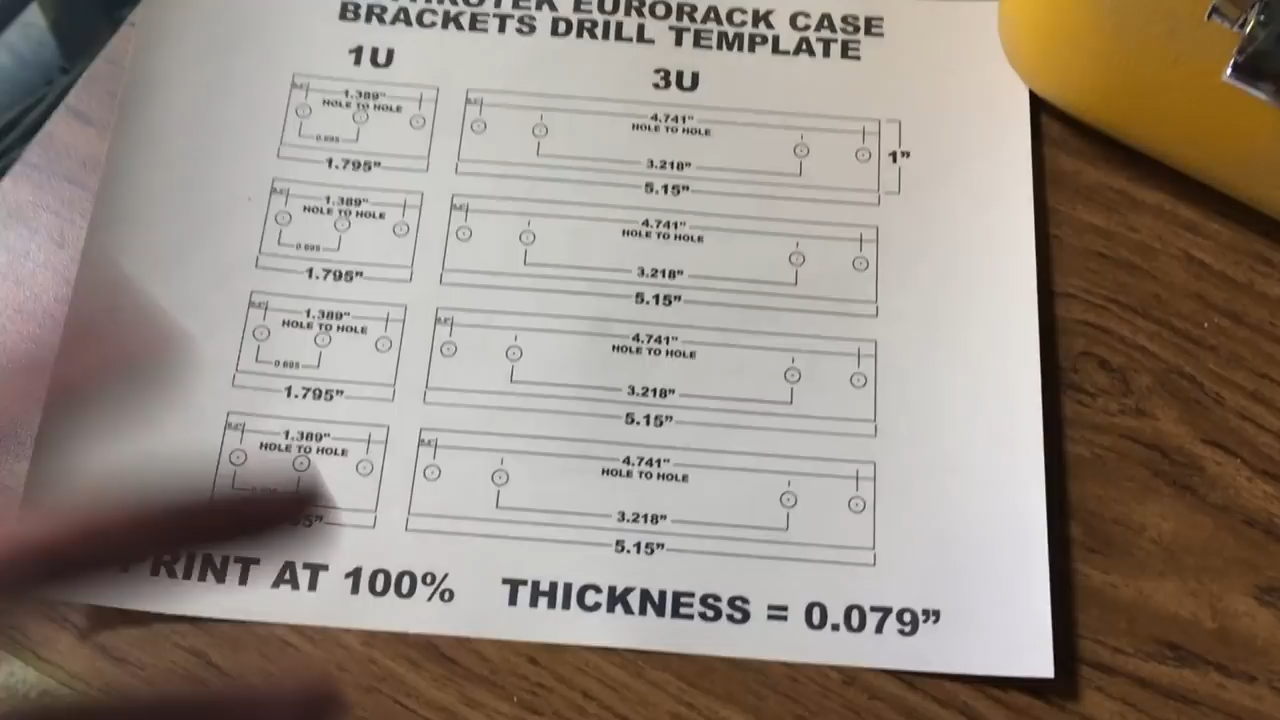 EURORACK CASE
BRACKETS DRILL TEMPLATE
1U
3U
1.389"
HOLE TO HOLE
0.695
1.795"
4.741"
HOLE TO HOLE
3.218"
5.15"
1"
1.389"
HOLE TO HOLE
0.695
1.795"
4.741"
HOLE TO HOLE
3.218"
5.15"
1.389"
HOLE TO HOLE
0.695
1.795"
4.741"
HOLE TO HOLE
3.218"
5.15"
1.389"
HOLE TO HOLE
4.741"
HOLE TO HOLE
3.218"
5.15"
PRINT AT 100% THICKNESS = 0.079"